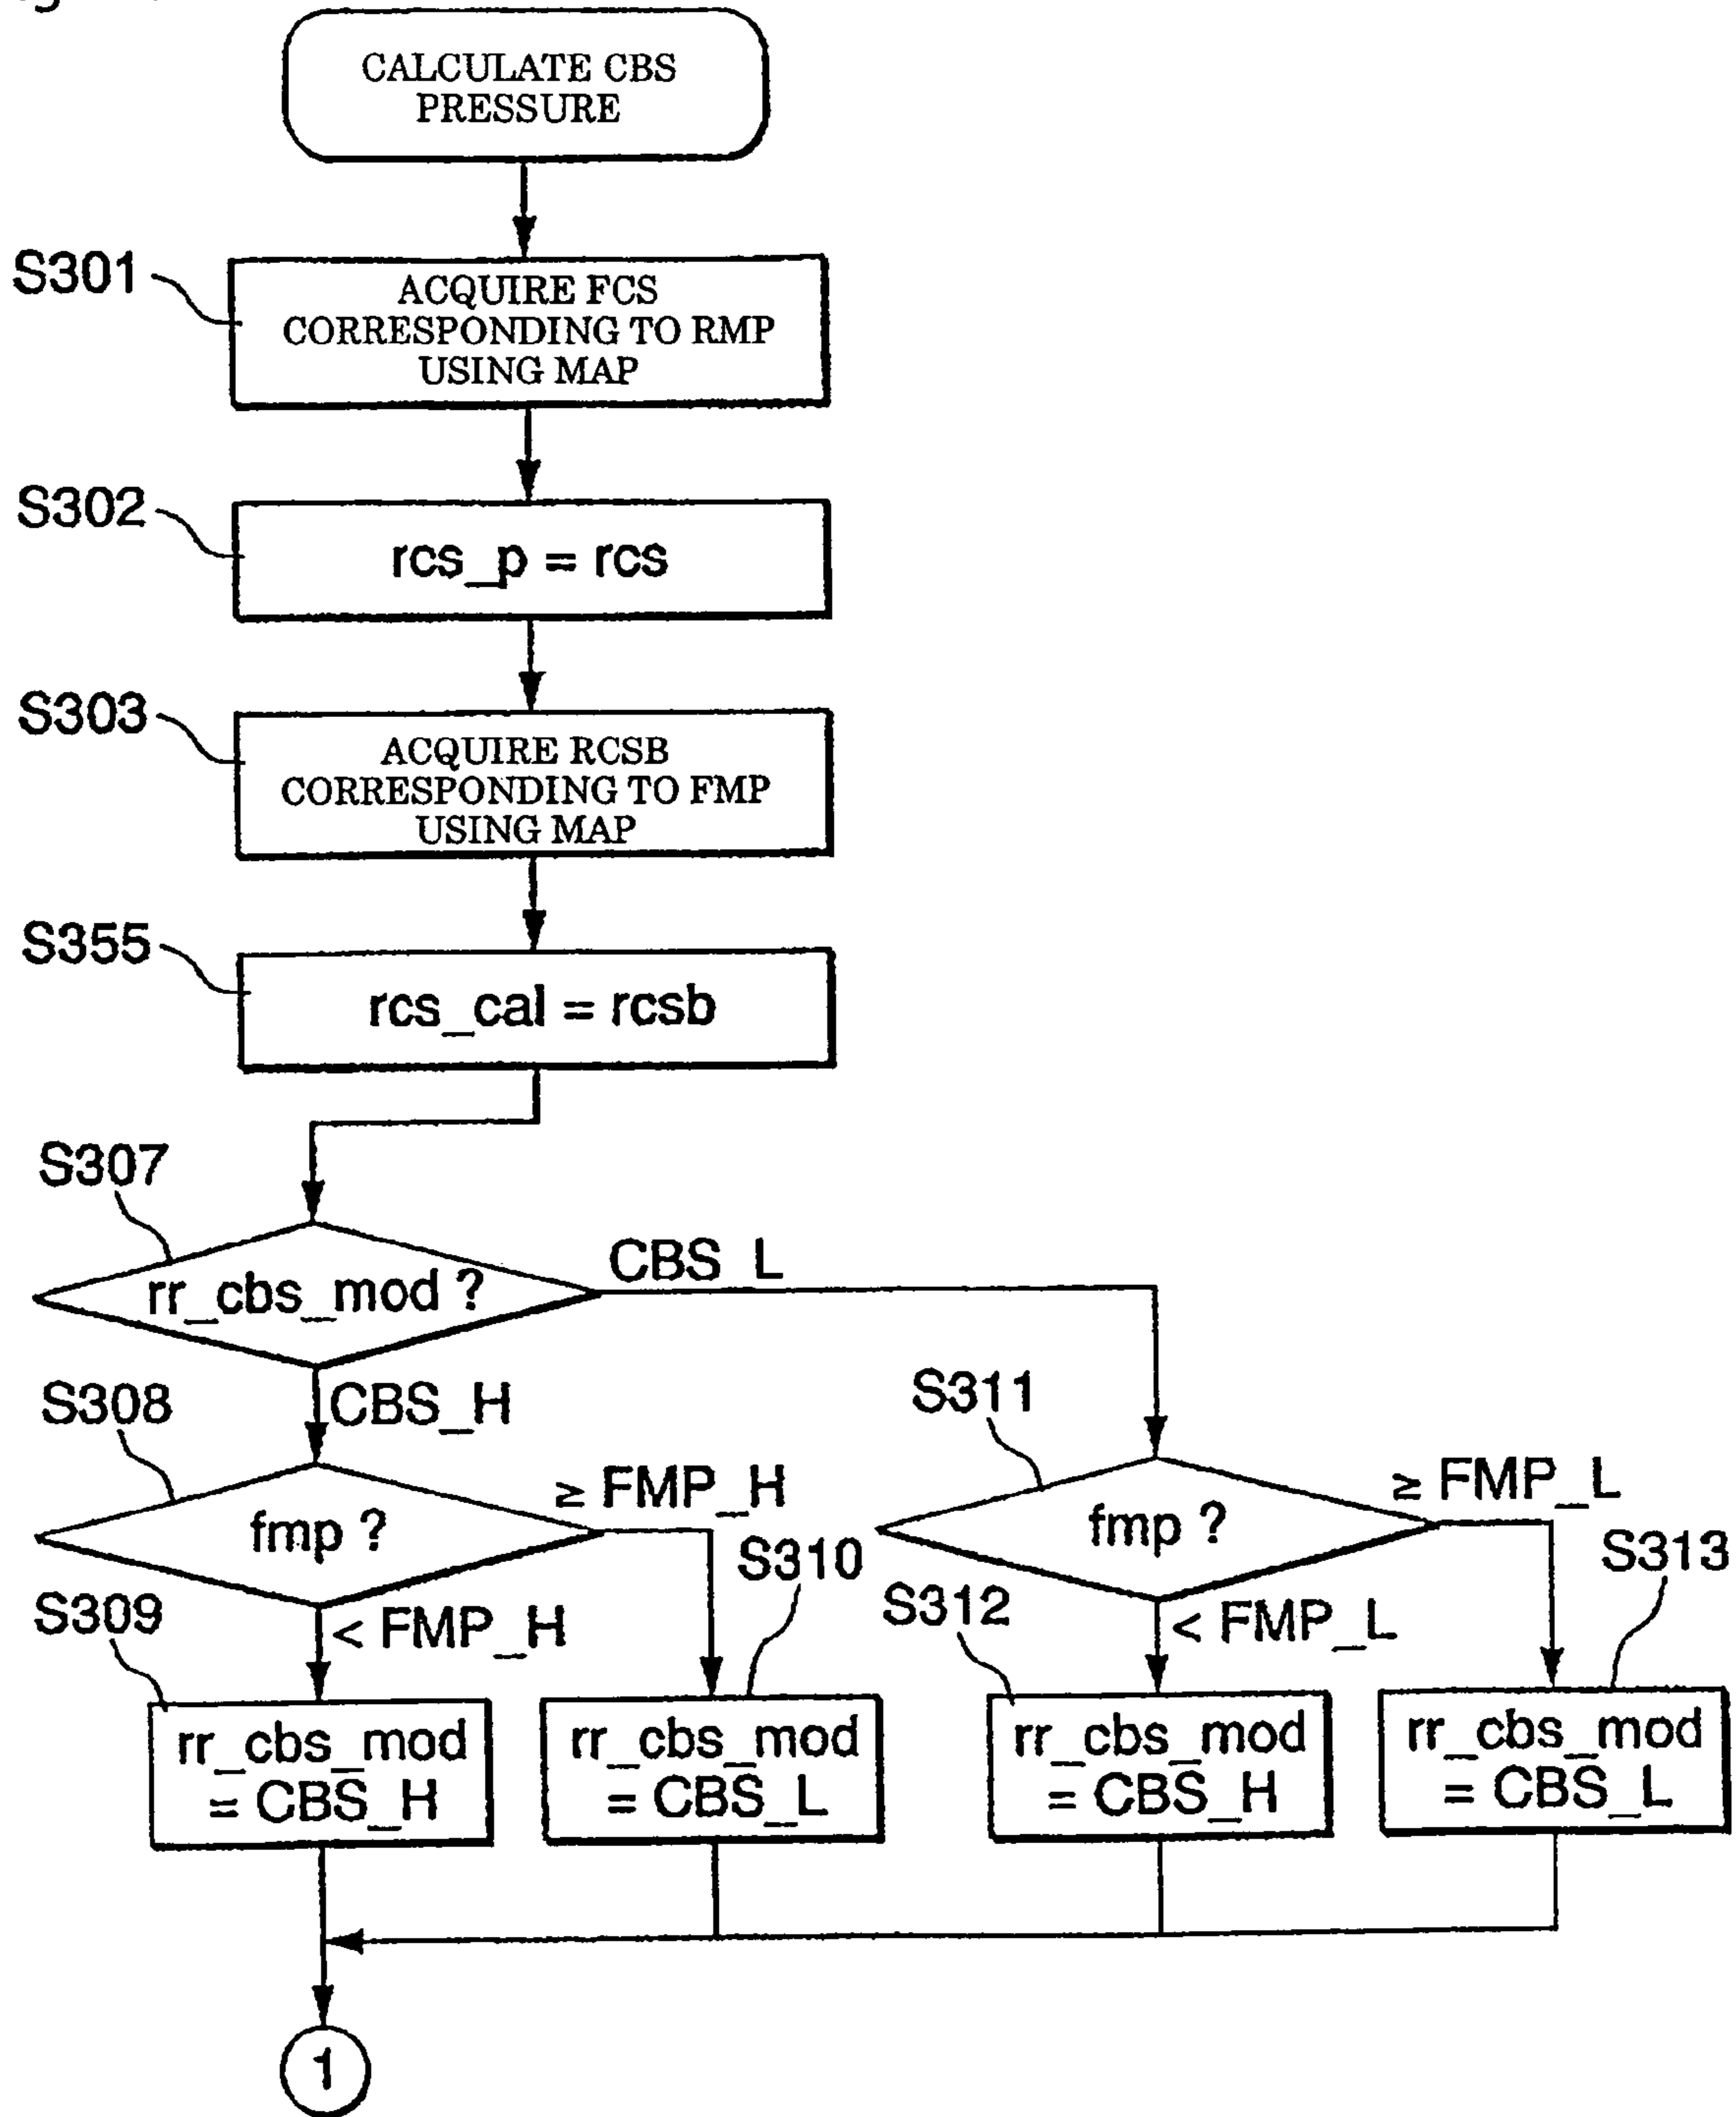 CALCULATE CBS
PRESSURE
S301
ACQUIRE FCS
CORRESPONDING TO RMP
USING MAP
S302
rcs_p = rcs
S303
ACQUIRE RCSB
CORRESPONDING TO FMP
USING MAP
S355
rcs_cal = rcsb
S307
rr_cbs_mod ?
CBS_L
CBS_H
S308
fmp ?
≥ FMP_H
< FMP_H
S311
fmp ?
≥ FMP_L
< FMP_L
S309
rr_cbs_mod
= CBS_H
S310
rr_cbs_mod
= CBS_L
S312
rr_cbs_mod
= CBS_H
S313
rr_cbs_mod
= CBS_L
1